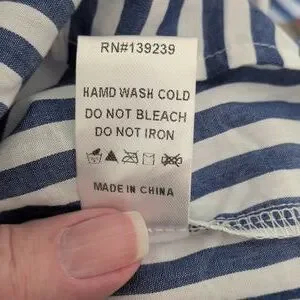 RN#139239
HAMD WASH COLD
DO NOT BLEACH
DO NOT IRON
MADE IN CHINA